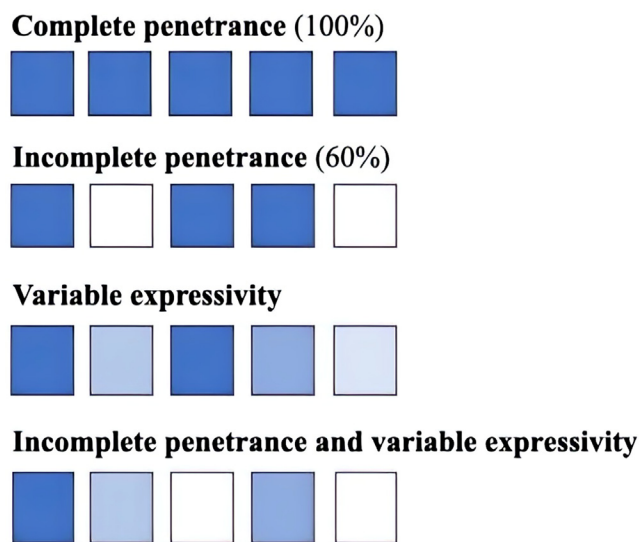 Complete penetrance (100%)
Incomplete penetrance (60%)
Variable expressivity
Incomplete penetrance and variable expressivity